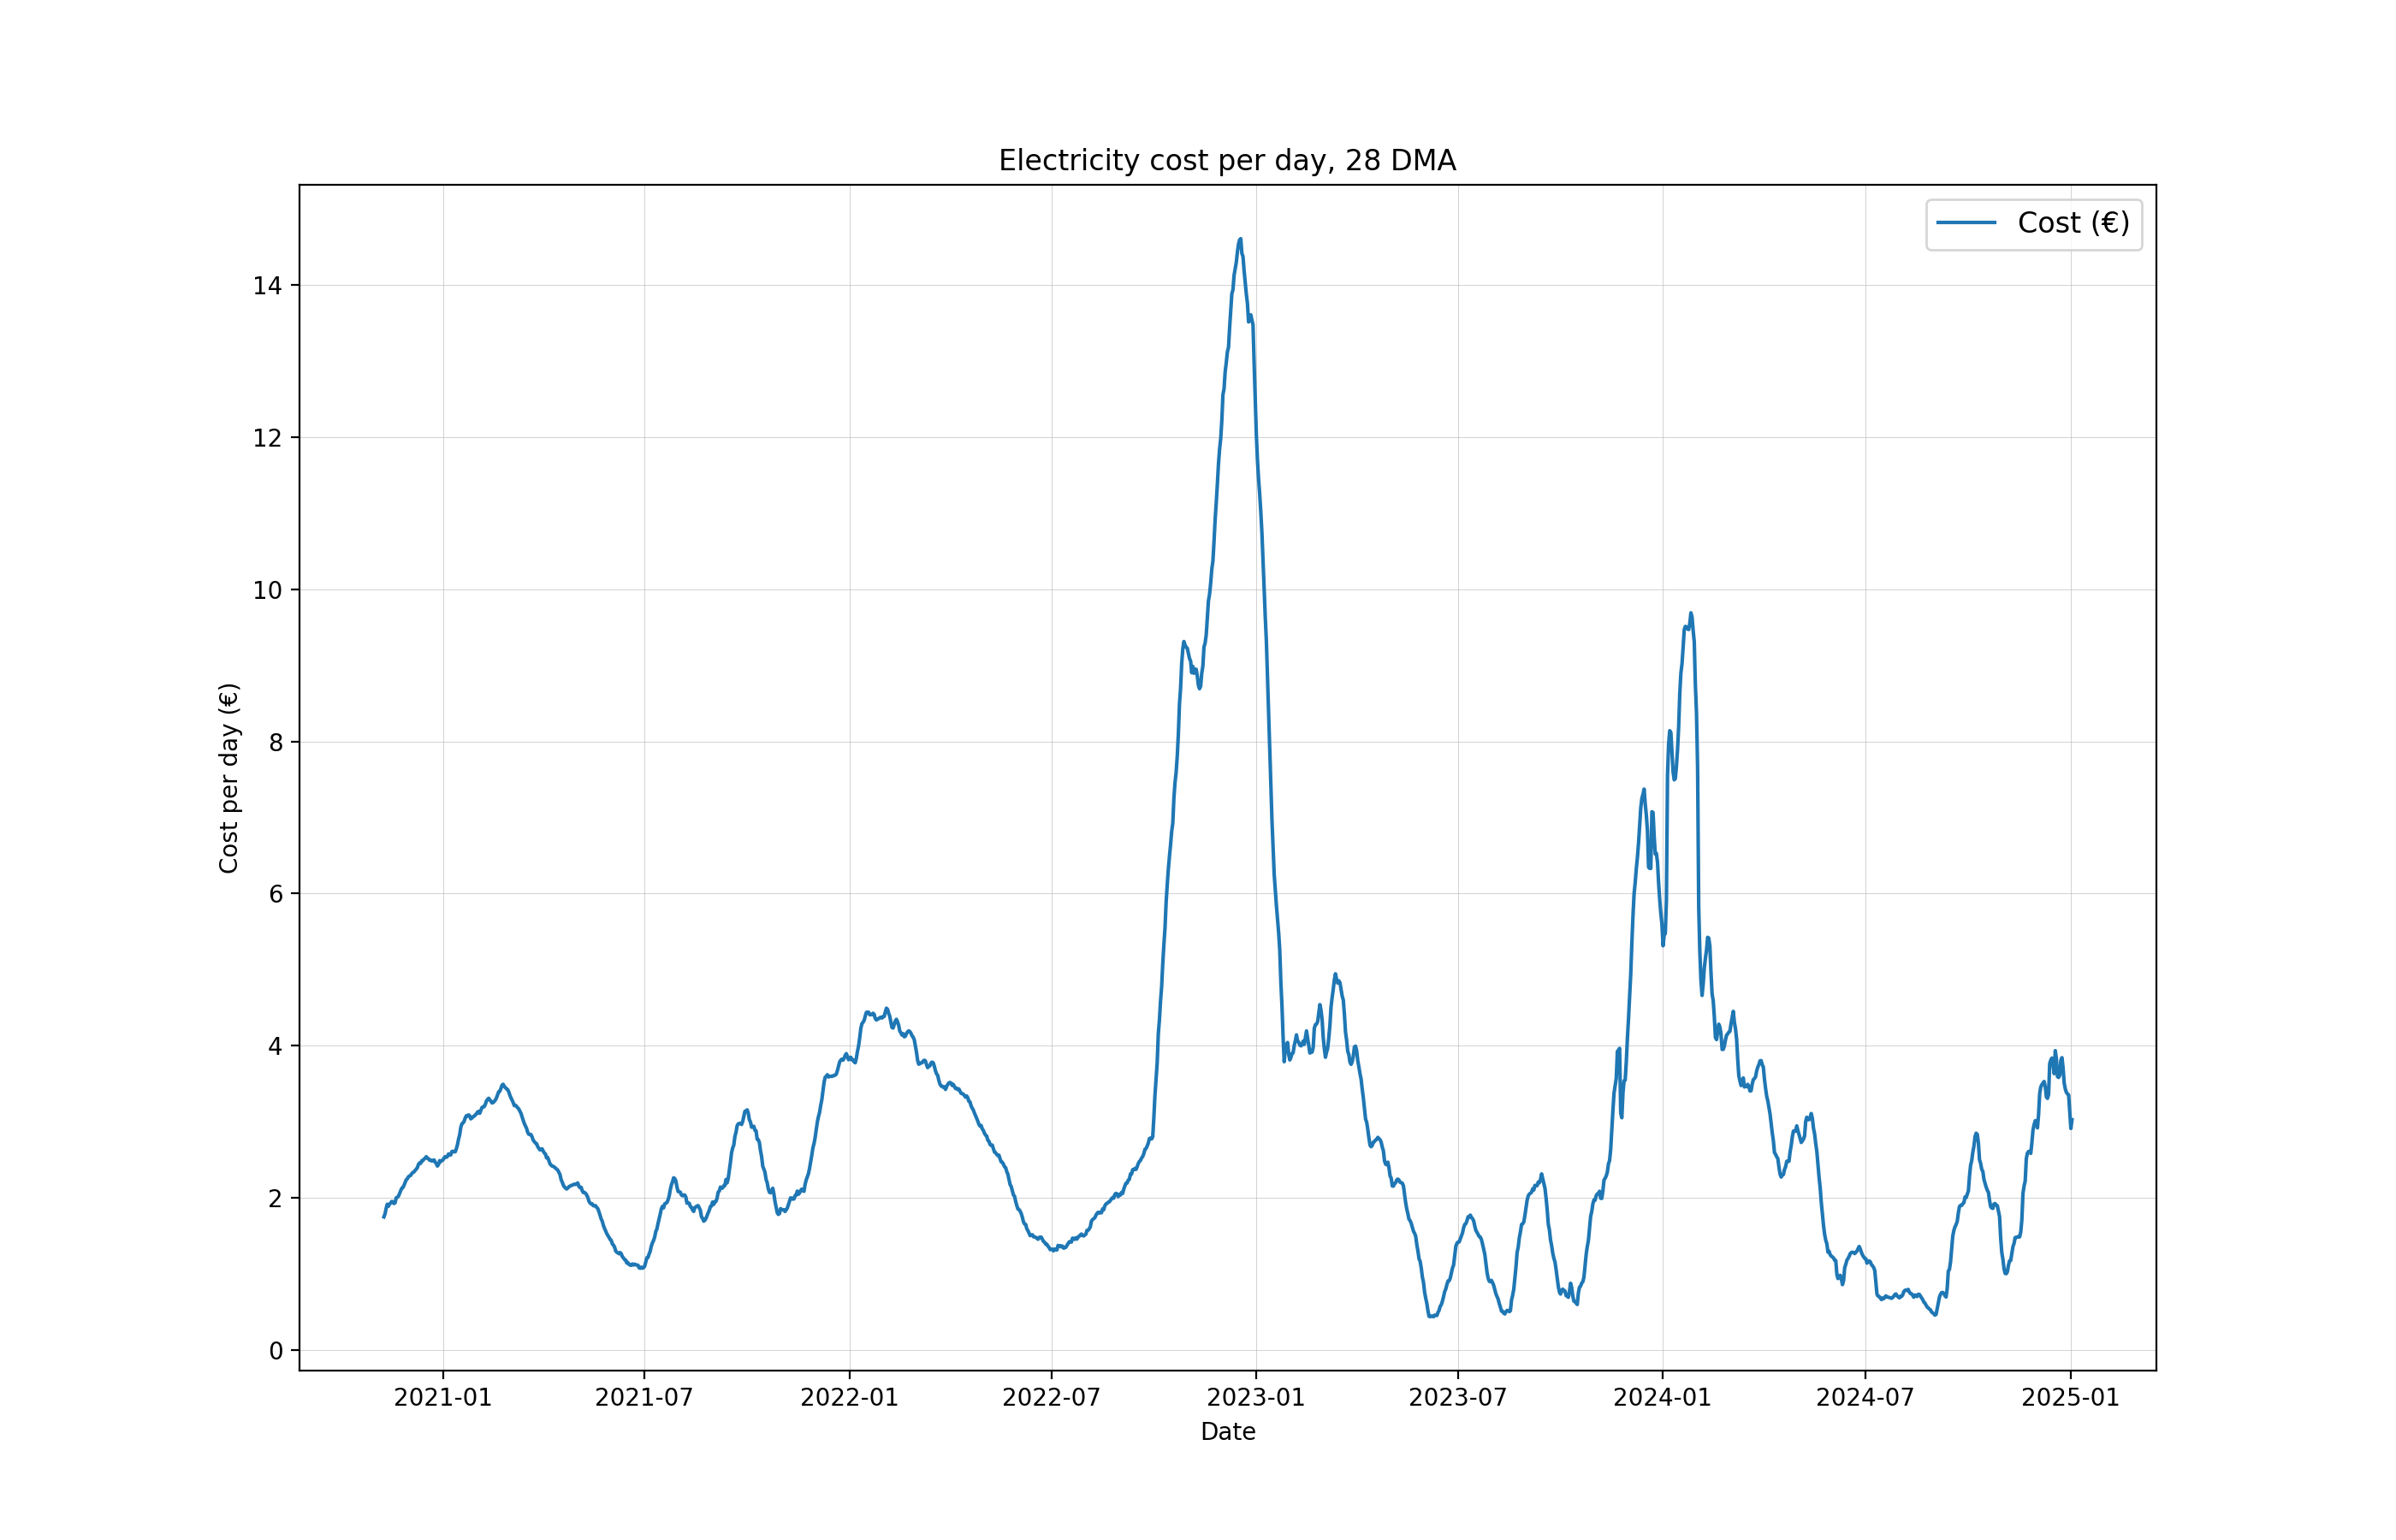 Electricity cost per day, 28 DMA
Cost (€)
14
12
10
8
6
4
2
0
Cost per day (€)
2021-01 2021-07 2022-01 2022-07 2023-01 2023-07 2024-01 2024-07 2025-01
Date